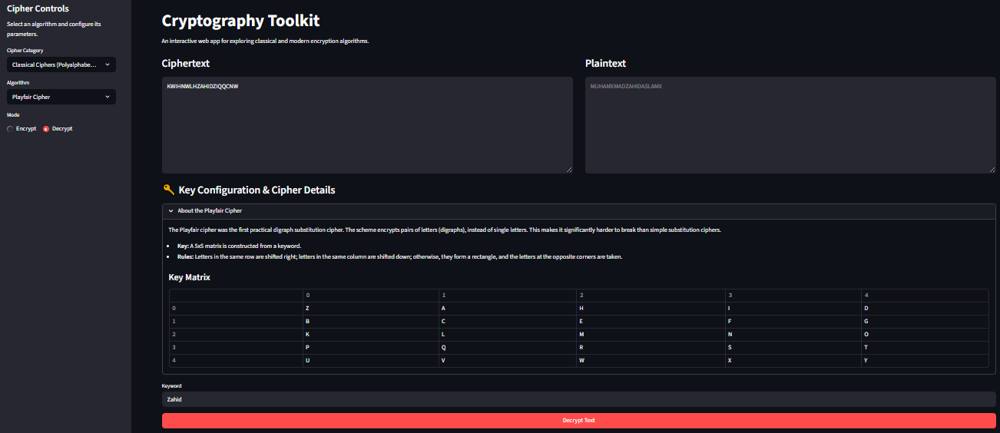 Cipher Controls
Select an algorithm and configure its
parameters.
Cipher Category
Classical Ciphers (Polyalphabe...
Algorithm
Playfair Cipher
Mode
Encrypt Decrypt
Cryptography Toolkit
An interactive web app for exploring classical and modern encryption algorithms.
Ciphertext
KWIHNWLHZAHIDZIQQCNW
Plaintext
MUHAMXMADZAHIDASLAMX
Key Configuration & Cipher Details
About the Playfair Cipher
The Playfair cipher was the first practical digraph substitution cipher. The scheme encrypts pairs of letters (digraphs), instead of single letters. This makes it significantly harder to break than simple substitution ciphers.
• Key: A 5x5 matrix is constructed from a keyword.
• Rules: Letters in the same row are shifted right; letters in the same column are shifted down; otherwise, they form a rectangle, and the letters at the opposite corners are taken.
Key Matrix
0 1 2 3 4
0 Z A H I D
1 B C E F G
2 K L M N O
3 P Q R S T
4 U V W X Y
Keyword
Zahid
Decrypt Text